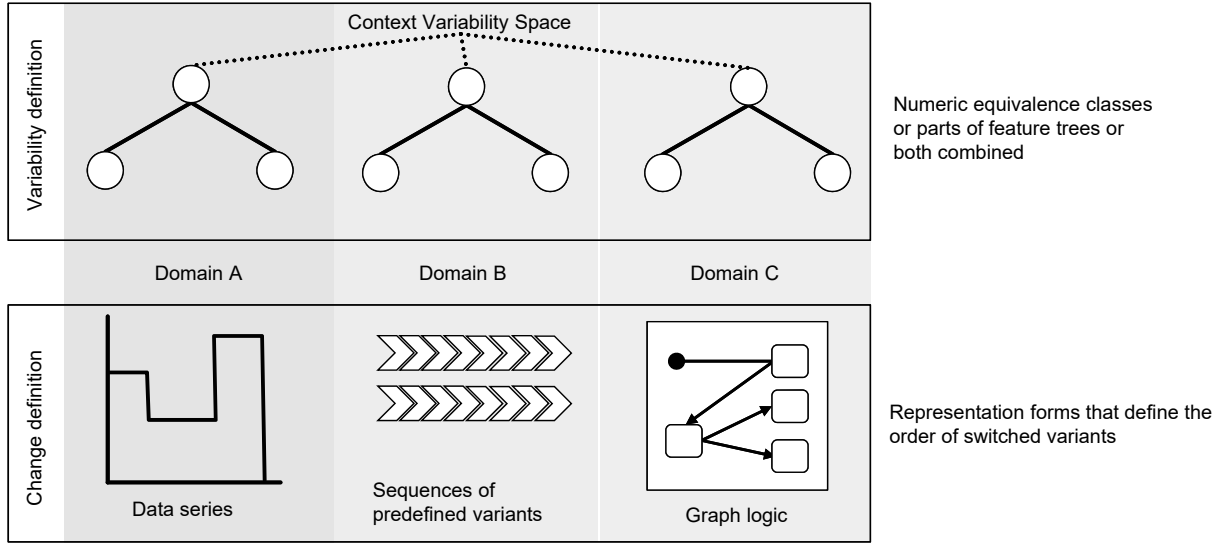 Context Variability Space
Variability definition
Numeric equivalence classes
or parts of feature trees or
both combined
Domain A
Domain B
Domain C
Change definition
Data series
Sequences of
predefined variants
Graph logic
Representation forms that define the
order of switched variants